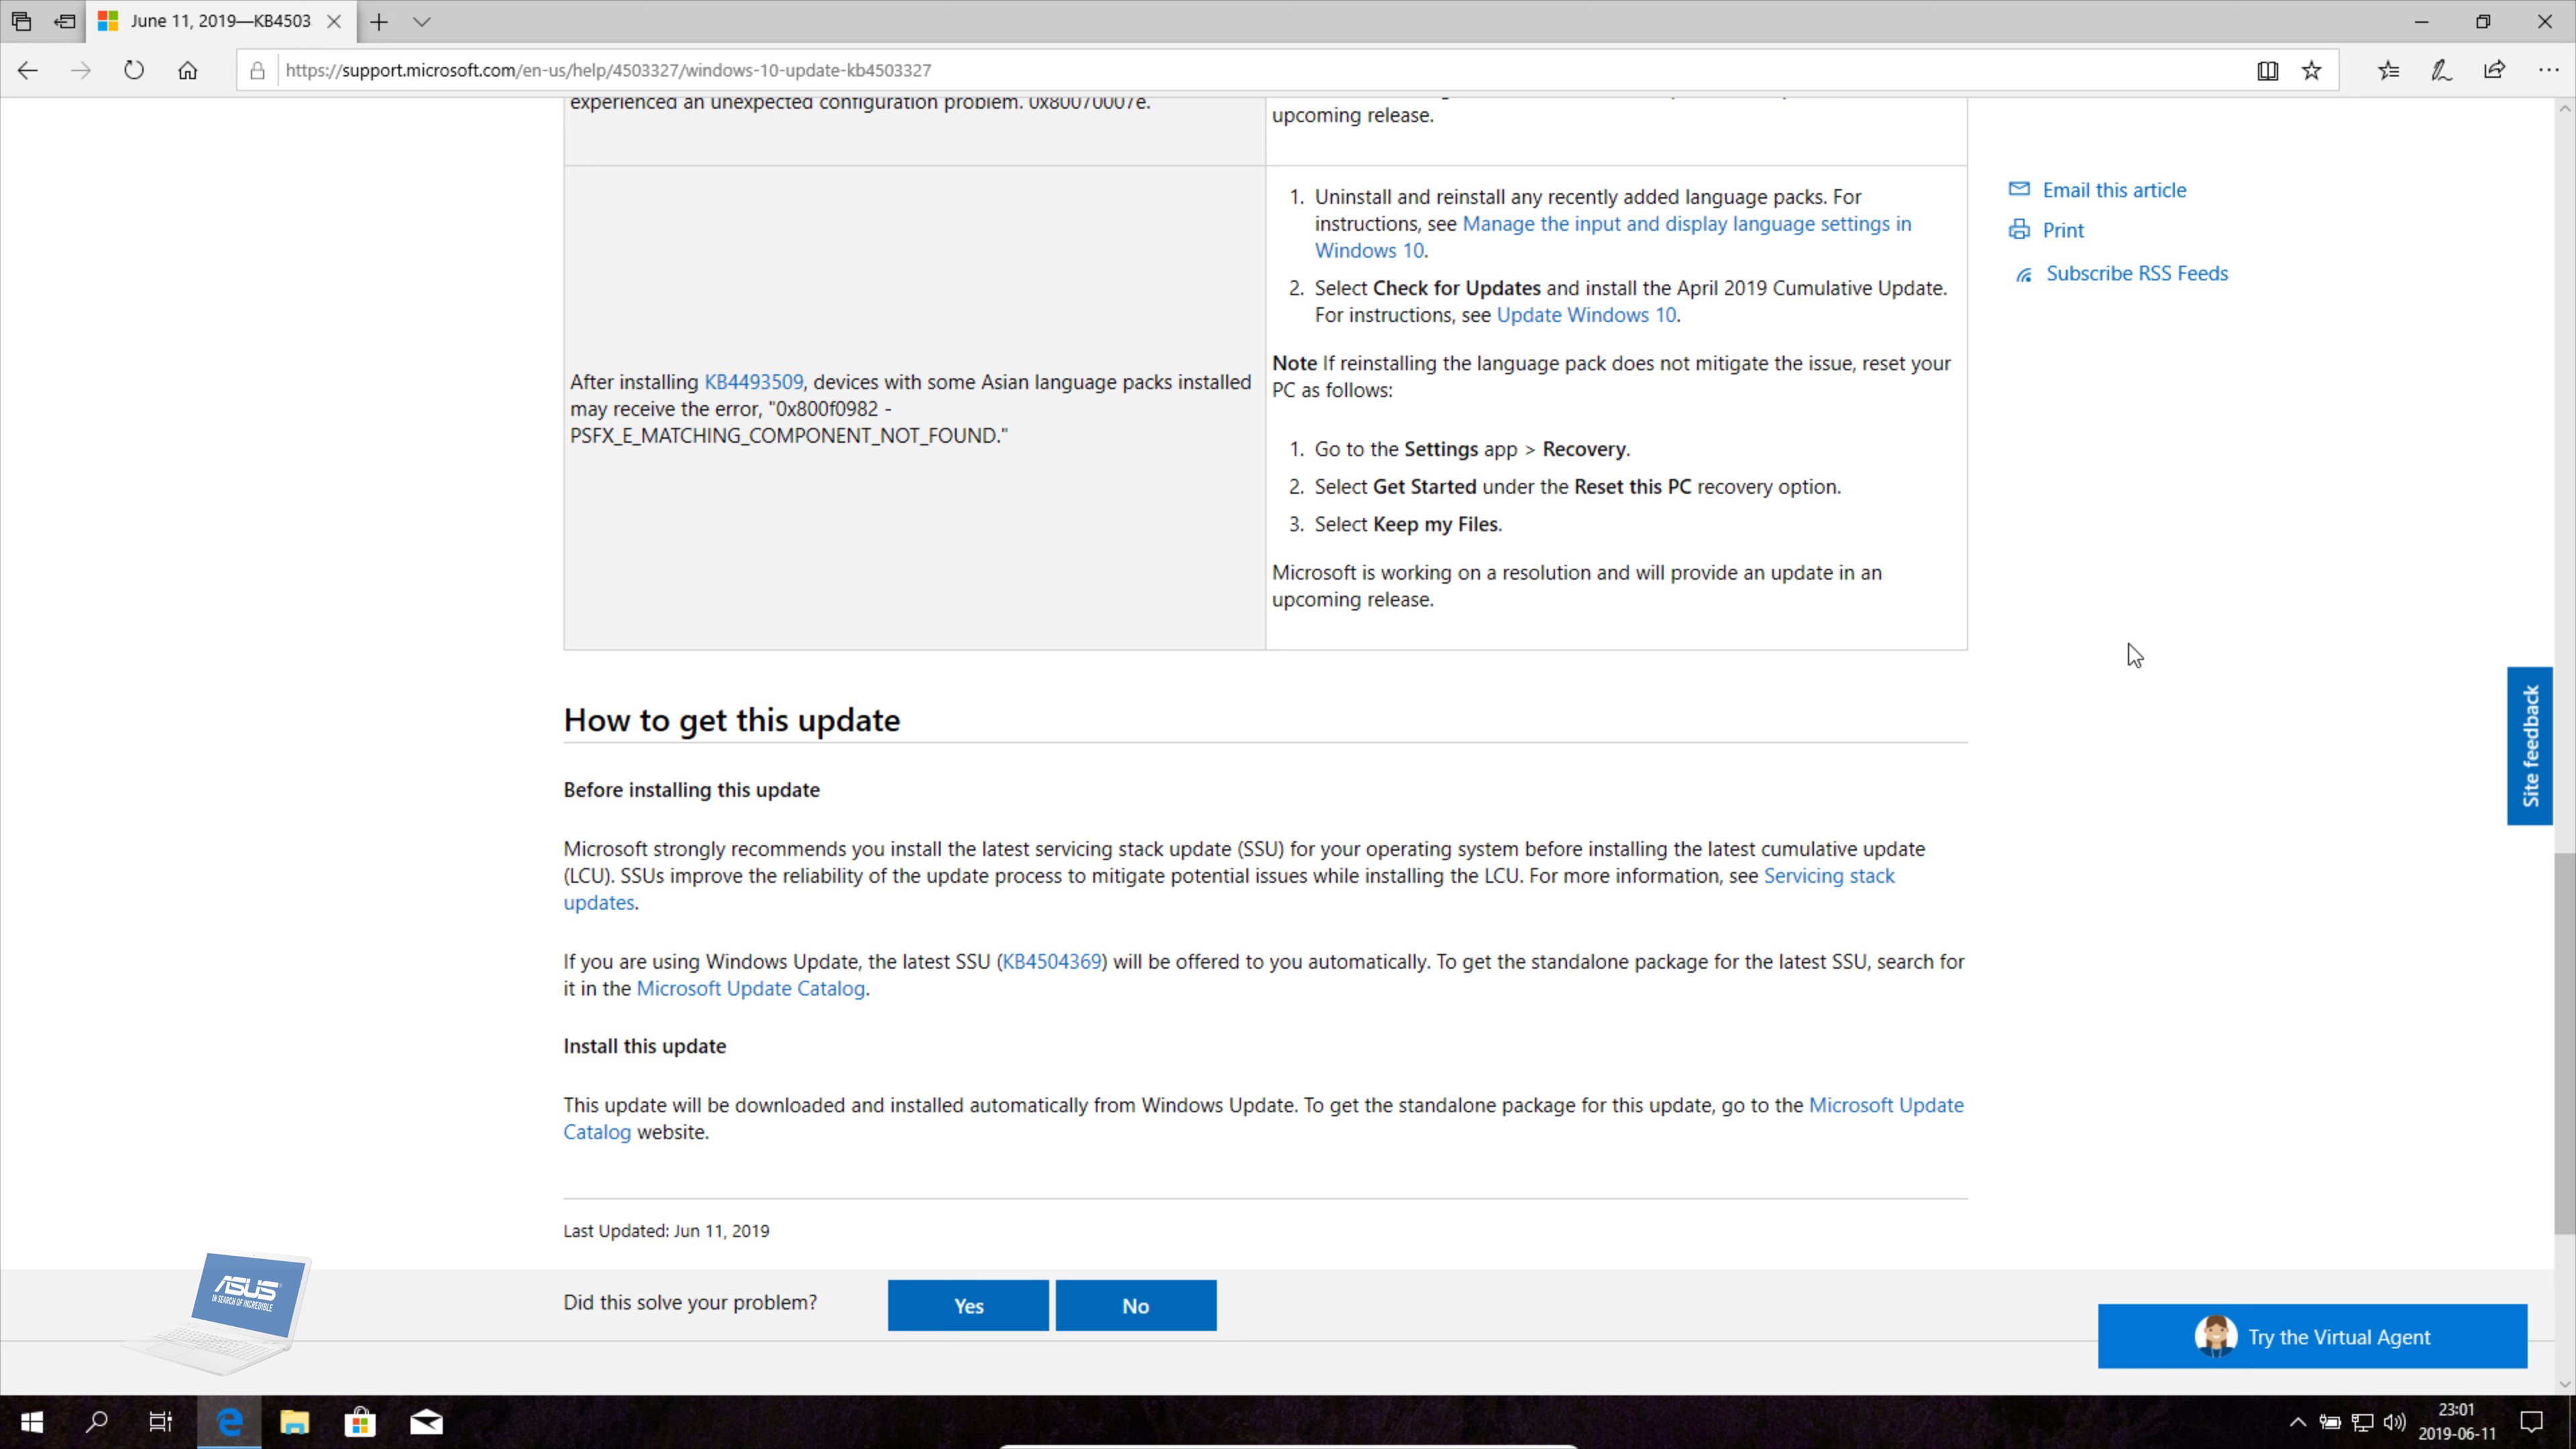 June 11, 2019—KB4503
https://support.microsoft.com/en-us/help/4503327/windows-10-update-kb4503327
experienced an unexpected configuration problem. 0x80070007e.
upcoming release.
1. Uninstall and reinstall any recently added language packs. For
instructions, see Manage the input and display language settings in
Windows 10.
2. Select Check for Updates and install the April 2019 Cumulative Update.
For instructions, see Update Windows 10.
Note If reinstalling the language pack does not mitigate the issue, reset your
PC as follows:
After installing KB4493509, devices with some Asian language packs installed
may receive the error, "0x800f0982 -
PSFX_E_MATCHING_COMPONENT_NOT_FOUND."
1. Go to the Settings app > Recovery.
2. Select Get Started under the Reset this PC recovery option.
3. Select Keep my Files.
Microsoft is working on a resolution and will provide an update in an
upcoming release.
Email this article
Print
Subscribe RSS Feeds
Site feedback
How to get this update
Before installing this update
Microsoft strongly recommends you install the latest servicing stack update (SSU) for your operating system before installing the latest cumulative update
(LCU). SSUs improve the reliability of the update process to mitigate potential issues while installing the LCU. For more information, see Servicing stack
updates.
If you are using Windows Update, the latest SSU (KB4504369) will be offered to you automatically. To get the standalone package for the latest SSU, search for
it in the Microsoft Update Catalog.
Install this update
This update will be downloaded and installed automatically from Windows Update. To get the standalone package for this update, go to the Microsoft Update
Catalog website.
Last Updated: Jun 11, 2019
ASUS
IN SEARCH OF INCREDIBLE
Did this solve your problem?
Yes
No
Try the Virtual Agent
23:01
2019-06-11